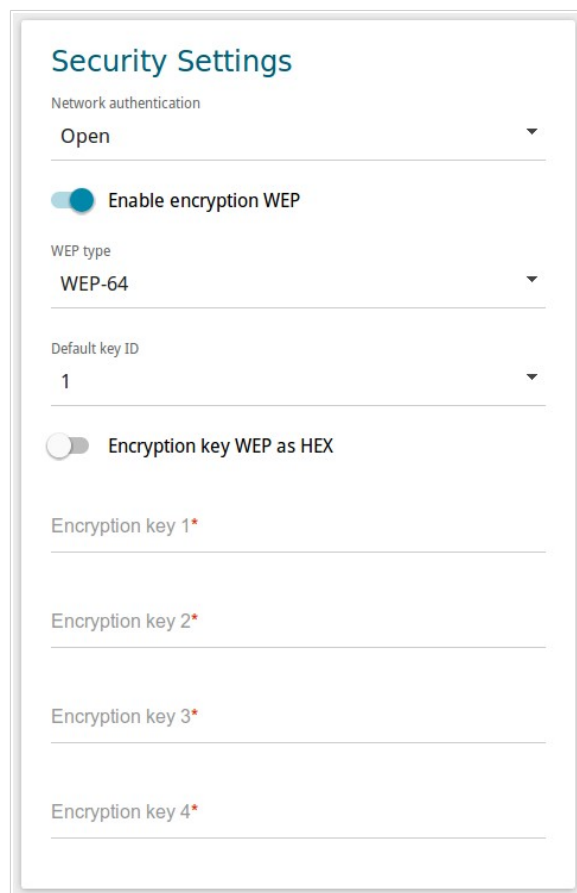 Security Settings
Network authentication
Open
Enable encryption WEP
WEP type
WEP-64
Default key ID
1
Encryption key WEP as HEX
Encryption key 1*
Encryption key 2*
Encryption key 3*
Encryption key 4*